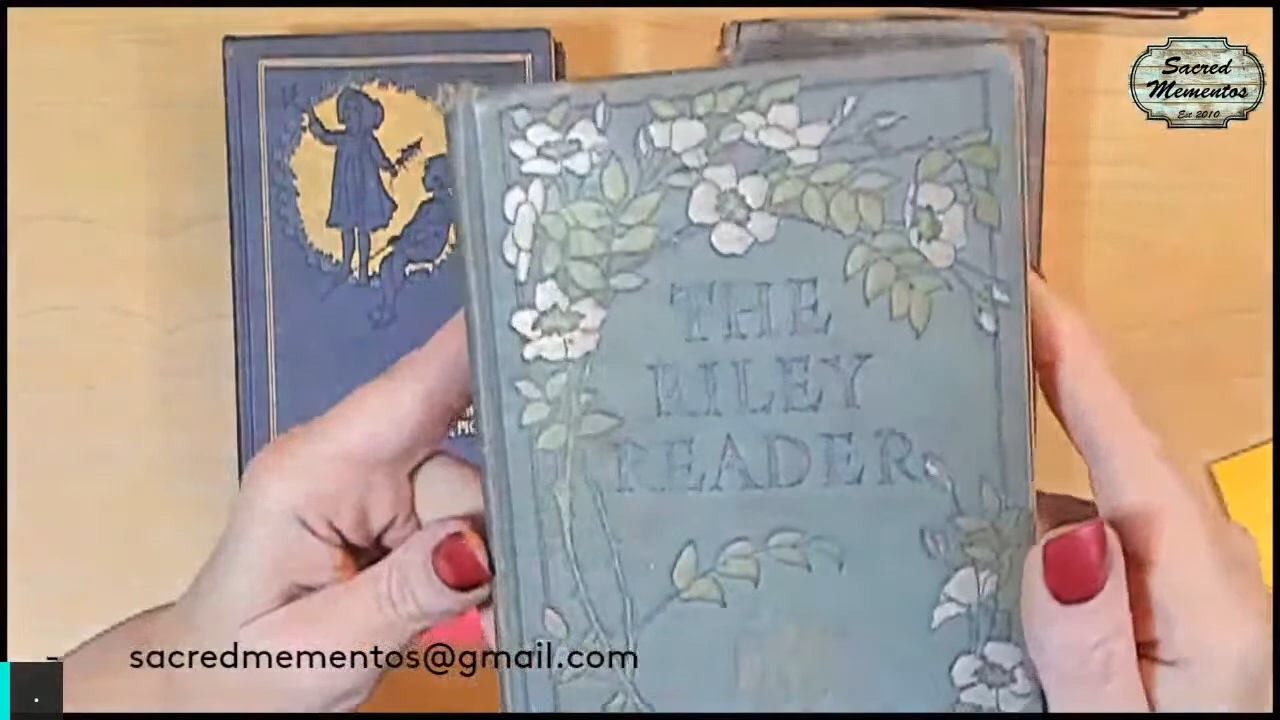 Sacred
Mementos
Est 2010
THE
RILEY
READER
sacredmementos@gmail.com